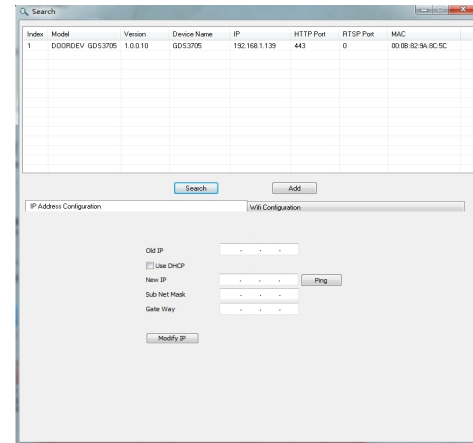 Search
Index Model Version Device Name IP HTTP Port RTSP Port MAC
1 DOORDEV GDS3705 1.0.0.10 GDS3705 192.168.1.139 443 0 00:0B:82:9A:8C:5C
Search Add
IP Address Configuration Wifi Configuration
Old IP . . .
Use DHCP
New IP . . . Ping
Sub Net Mask . . .
Gate Way . . .
Modify IP